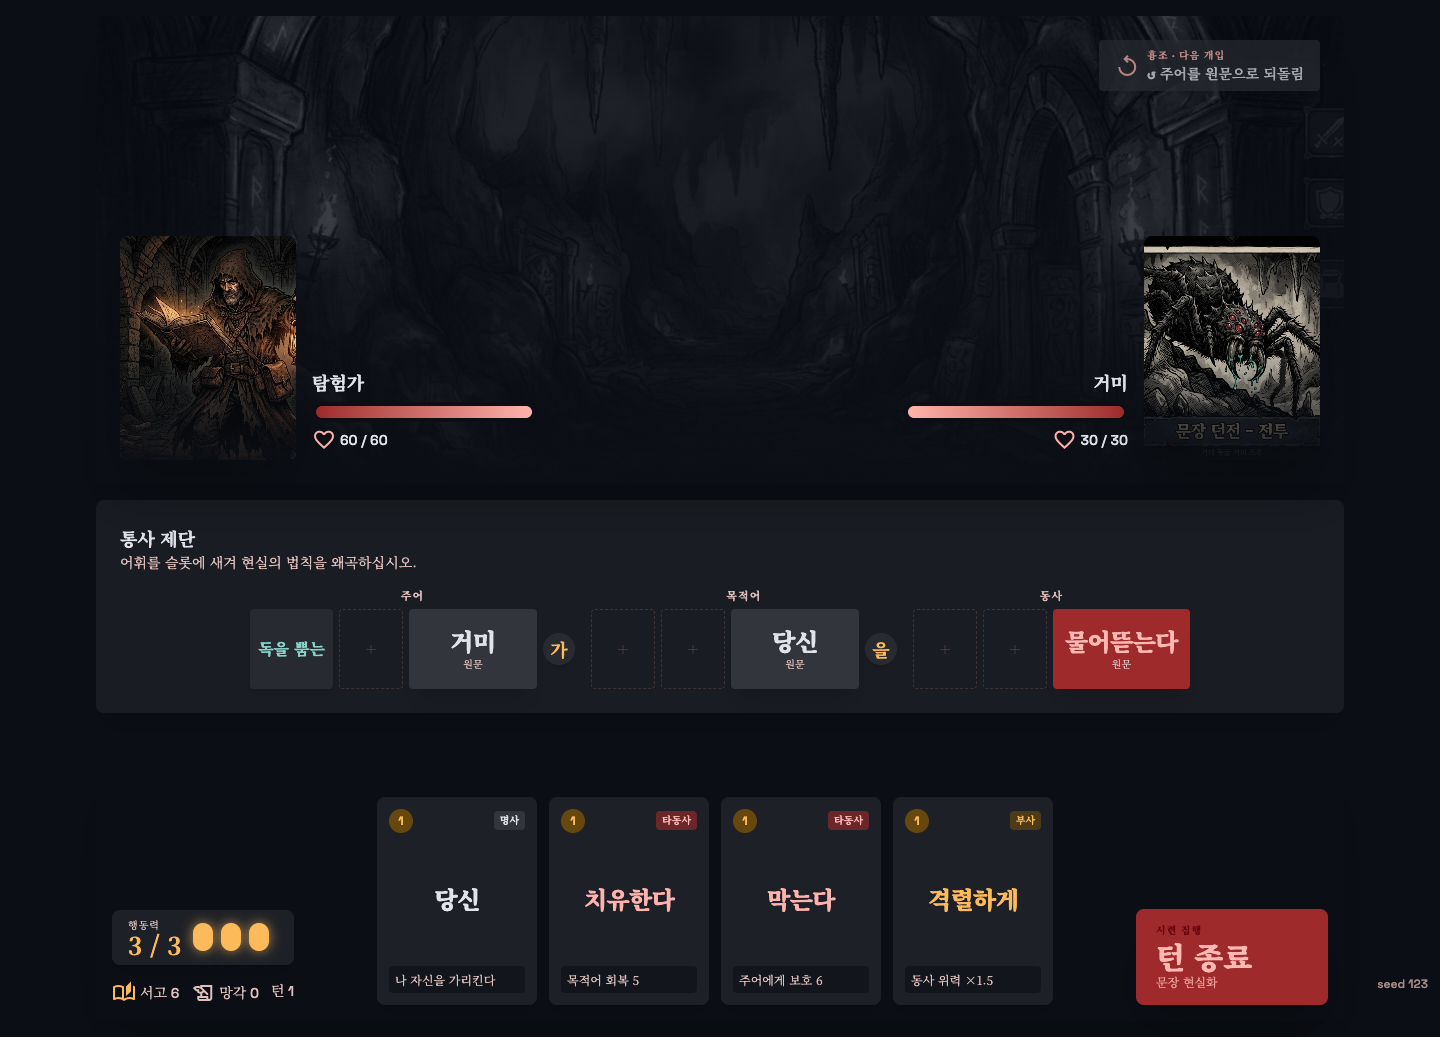 흉조 · 다음 개입
↺ 주어를 원문으로 되돌림
탐험가
60 / 60
거미
30 / 30
문장 던전 - 전투
통사 제단
어휘를 슬롯에 새겨 현실의 법칙을 왜곡하십시오.
주어 목적어 동사
독을 뿜는 + 거미 가 + + 당신 을 + + 물어뜯는다
원문 원문 원문
1 명사
당신
나 자신을 가리킨다
1 타동사
치유한다
목적어 회복 5
1 타동사
막는다
주어에게 보호 6
1 부사
격렬하게
동사 위력 ×1.5
행동력
3 / 3
서고 6 망각 0 턴 1
시련 집행
턴 종료
문장 현실화
seed 123